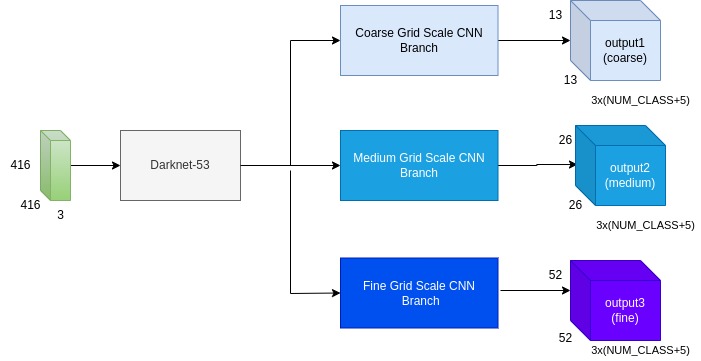 416
416
3
Darknet-53
Coarse Grid Scale CNN
Branch
13
13
output1
(coarse)
3x(NUM_CLASS+5)
Medium Grid Scale CNN
Branch
26
26
output2
(medium)
3x(NUM_CLASS+5)
Fine Grid Scale CNN
Branch
52
52
output3
(fine)
3x(NUM_CLASS+5)